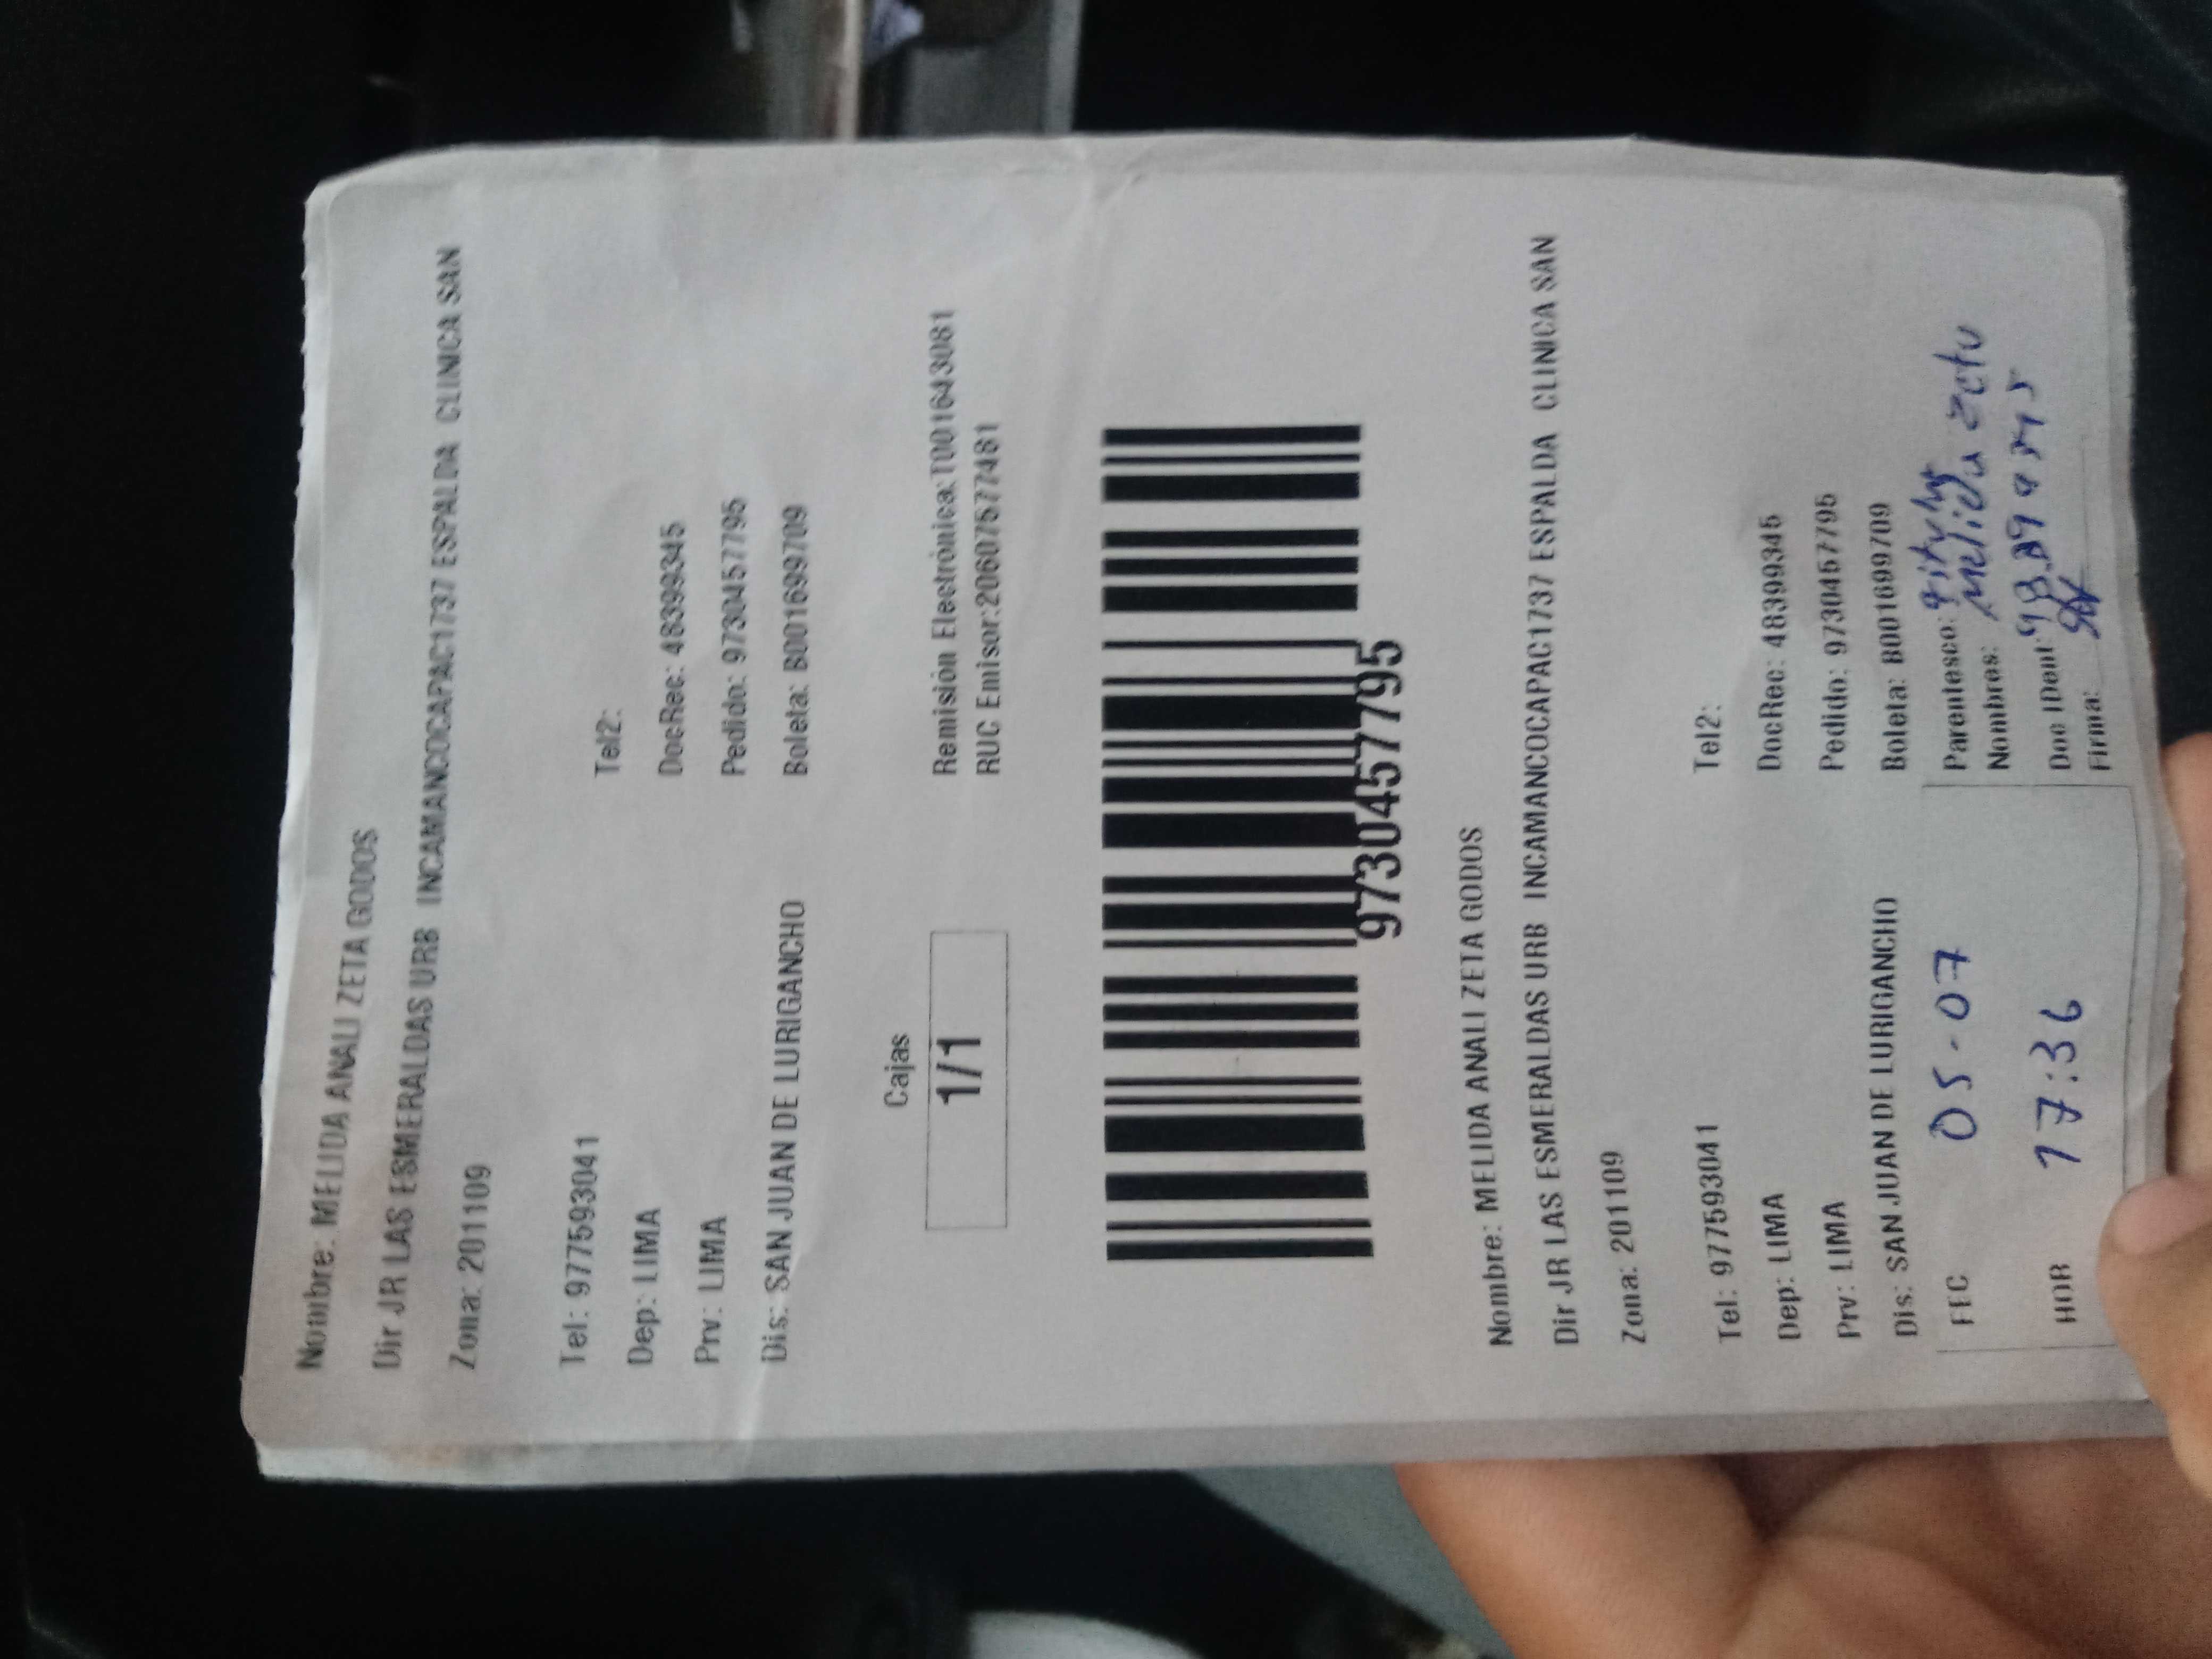 Nombre: MELIDA ANALI ZETA GODOS
Dir JR LAS ESMERALDAS URB INCAMANCOCAPAC1737 ESPALDA CLINICA SAN
Zona: 201109
Tel: 977593041 Tel2:
Dep: LIMA DocRec: 48399345
Prv: LIMA Pedido: 9730457795
Dis: SAN JUAN DE LURIGANCHO Boleta: B001699709
Cajas
1/1
Remisión Electrónica:T001643081
RUC Emisor:20607577481
9730457795
Nombre: MELIDA ANALI ZETA GODOS
Dir JR LAS ESMERALDAS URB INCAMANCOCAPAC1737 ESPALDA CLINICA SAN
Zona: 201109
Tel: 977593041 Tel2:
Dep: LIMA DocRec: 48399345
Prv: LIMA Pedido: 9730457795
Dis: SAN JUAN DE LURIGANCHO Boleta: B001699709
FEC 05-07
HOR 17:36
Parentesco:
Nombres: Melida Zeta
Doc IDent:
Firma: